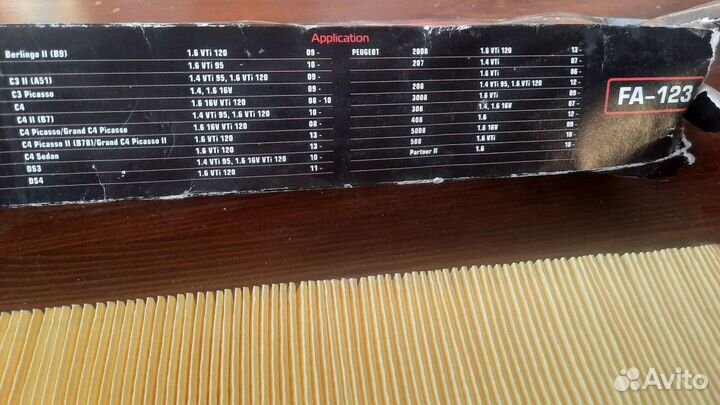 Application
Berlingo II (B9) 1.6 VTi 120 09 -
1.6 VTi 95 10 -
C3 II (A51) 1.4 VTi 95, 1.6 VTi 120 09 -
C3 Picasso 1.4, 1.6 16V 09 -
C4 1.6 16V VTi 120 08 - 10
C4 II (B7) 1.4 VTi 95, 1.6 VTi 120 10 -
C4 Picasso/Grand C4 Picasso 1.6 16V VTi 120 08 -
C4 Picasso II (B78)/Grand C4 Picasso II 1.6 VTi 120 13 -
C4 Sedan 1.6 VTi 120 13 -
DS3 1.4 VTi 95, 1.6 16V VTi 120 10 -
DS4 1.6 VTi 120 11 -
PEUGEOT 2008 1.6 VTi 120 13 -
207 1.4 VTi 07 -
1.6 VTi 06 -
208 1.4 VTi 95, 1.6 VTi 120 12 -
3008 1.6 VTi 09 -
308 1.4, 1.6 16V 07 -
408 1.6 12 -
5008 1.6 16V 09 -
508 1.6 VTi 10 -
Partner II 1.6 10 -
FA-123
Avito